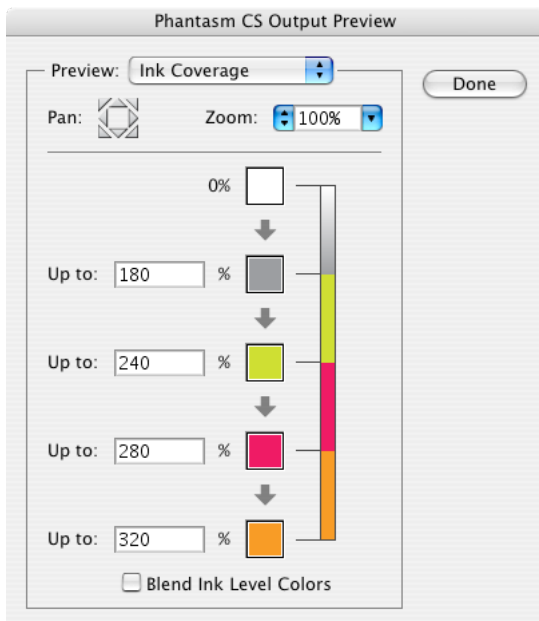 Phantasm CS Output Preview
Preview: Ink Coverage
Done
Pan: Zoom: 100%
0%
Up to: 180 %
Up to: 240 %
Up to: 280 %
Up to: 320 %
Blend Ink Level Colors